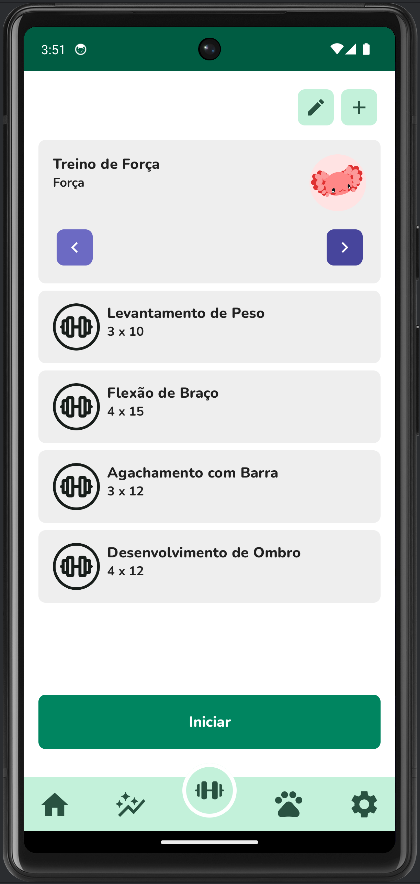 3:51
Treino de Força
Força
Levantamento de Peso
3 x 10
Flexão de Braço
4 x 15
Agachamento com Barra
3 x 12
Desenvolvimento de Ombro
4 x 12
Iniciar